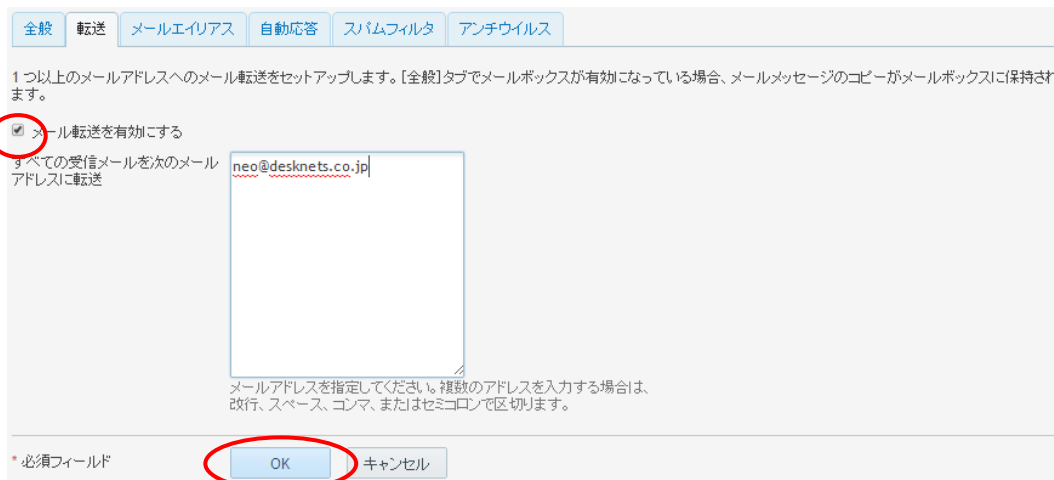 全般 転送 メールエイリアス 自動応答 スパムフィルタ アンチウイルス
1つ以上のメールアドレスへのメール転送をセットアップします。[全般]タブでメールボックスが有効になっている場合、メールメッセージのコピーがメールボックスに保持され
ます。
メール転送を有効にする
すべての受信メールを次のメール
アドレスに転送
neo@desknets.co.jp
メールアドレスを指定してください。複数のアドレスを入力する場合は、
改行、スペース、コンマ、またはセミコロンで区切ります。
* 必須フィールド
OK キャンセル